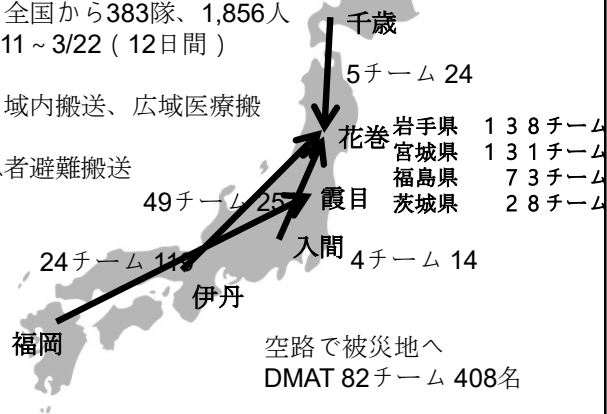 全国から383隊、1,856人
11～3/22（12日間）
千歳
5チーム 24
域内搬送、広域医療搬
花巻
岩手県 １３８チーム
宮城県 １３１チーム
福島県 ７３チーム
茨城県 ２８チーム
者避難搬送
49チーム 25
霞目
入間
4チーム 14
24チーム 11
伊丹
福岡
空路で被災地へ
DMAT 82チーム 408名